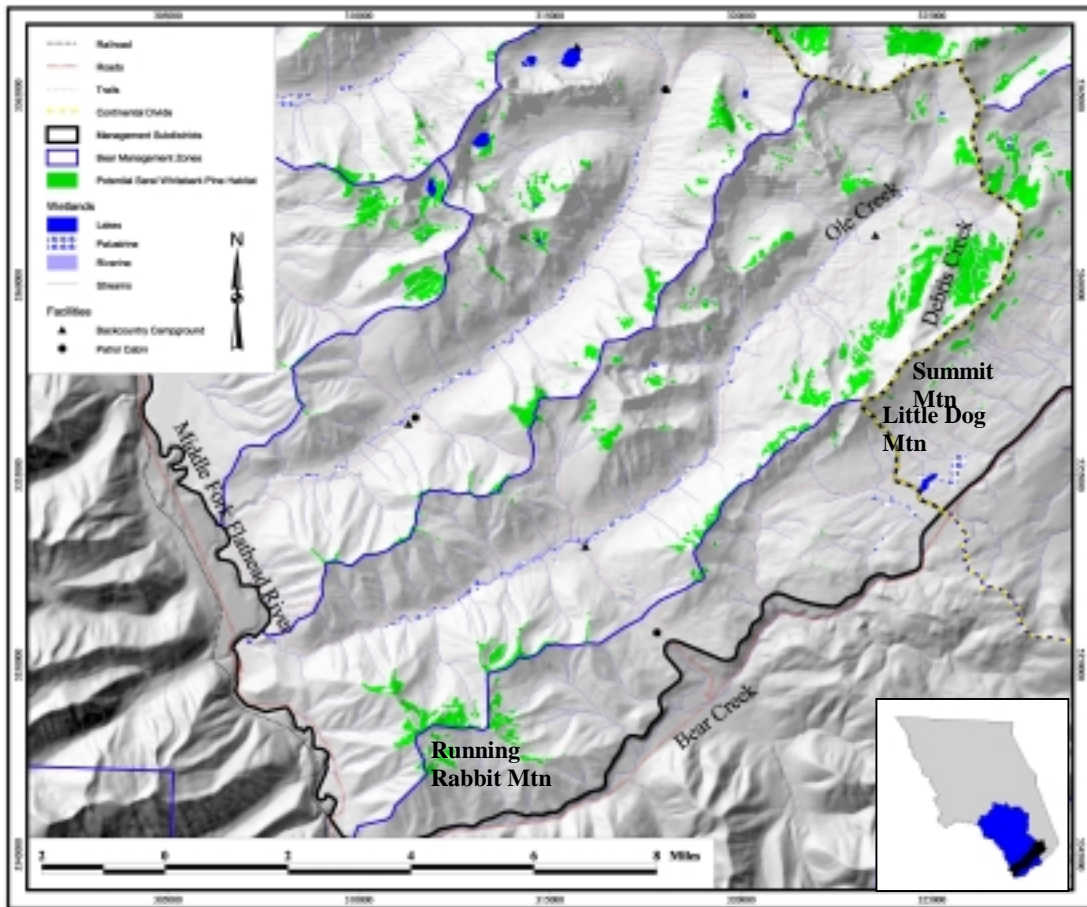 Railroad
Roads
Trails
Continental Divide
Management Subdistricts
Bear Management Zones
Potential Seral Whitebark Pine Habitat
Wetlands
Lakes
Palustrine
Riverine
Streams
N
Facilities
Backcountry Campground
Patrol Cabin
Ole Creek
Debris Creek
Summit
Mtn
Little Dog
Mtn
Middle Fork Flathead River
Bear Creek
Running
Rabbit Mtn
2 0 2 4 6 8 Miles